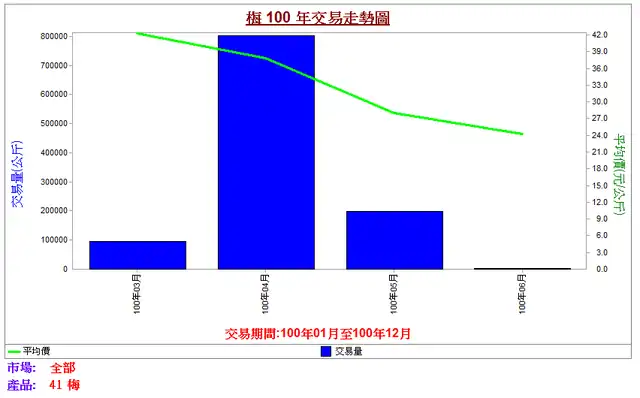 梅 100 年交易走勢圖
交易量(公斤)
800000
700000
600000
500000
400000
300000
200000
100000
0
42.0
39.0
36.0
33.0
30.0
27.0
24.0
21.0
18.0
15.0
12.0
9.0
6.0
3.0
0.0
平均價(元/公斤)
100年03月
100年04月
100年05月
100年06月
交易期間:100年01月至100年12月
平均價 交易量
市場: 全部
產品: 41 梅